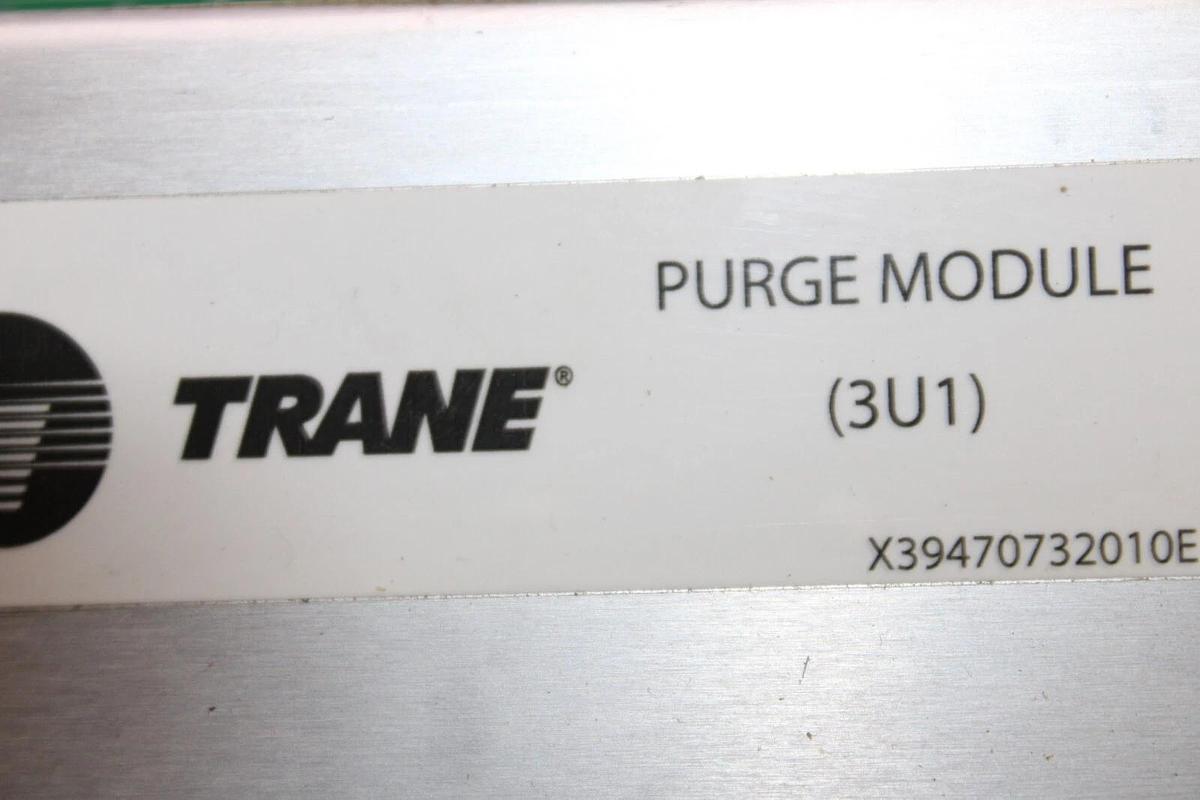 TRANE®
PURGE MODULE
(3U1)
X39470732010E